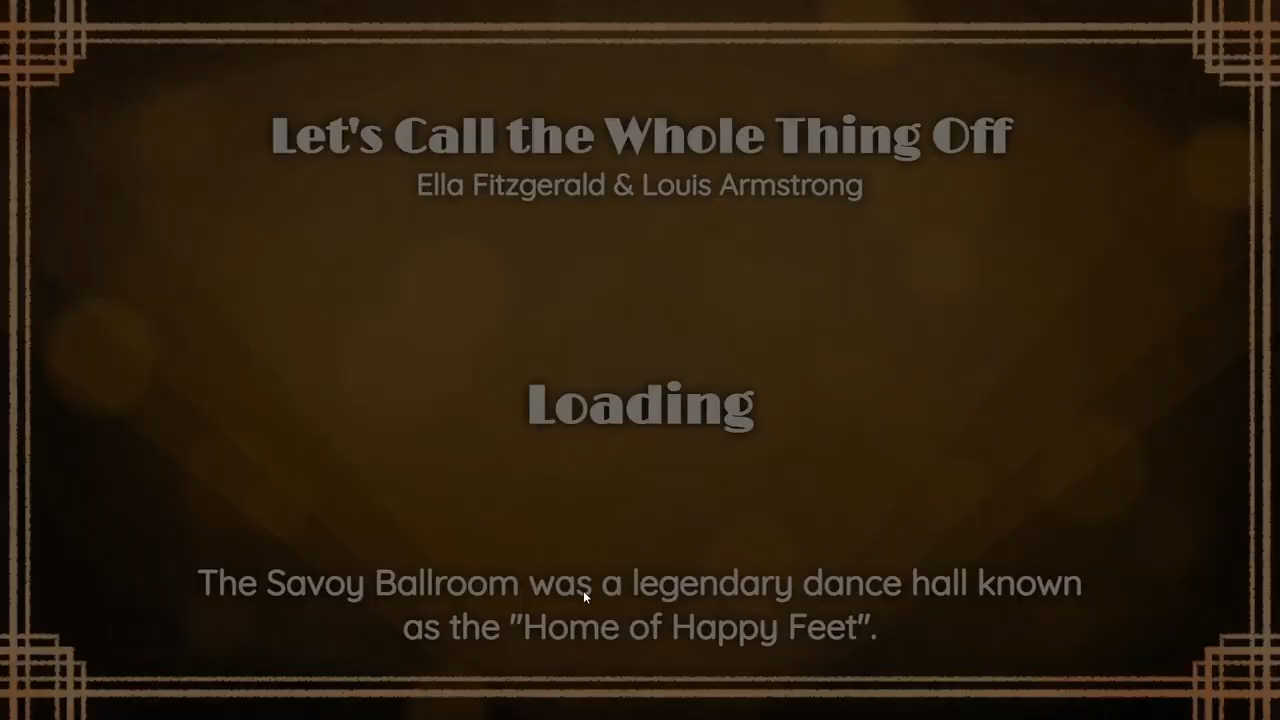 Let's Call the Whole Thing Off
Ella Fitzgerald & Louis Armstrong
Loading
The Savoy Ballroom was a legendary dance hall known
as the "Home of Happy Feet".